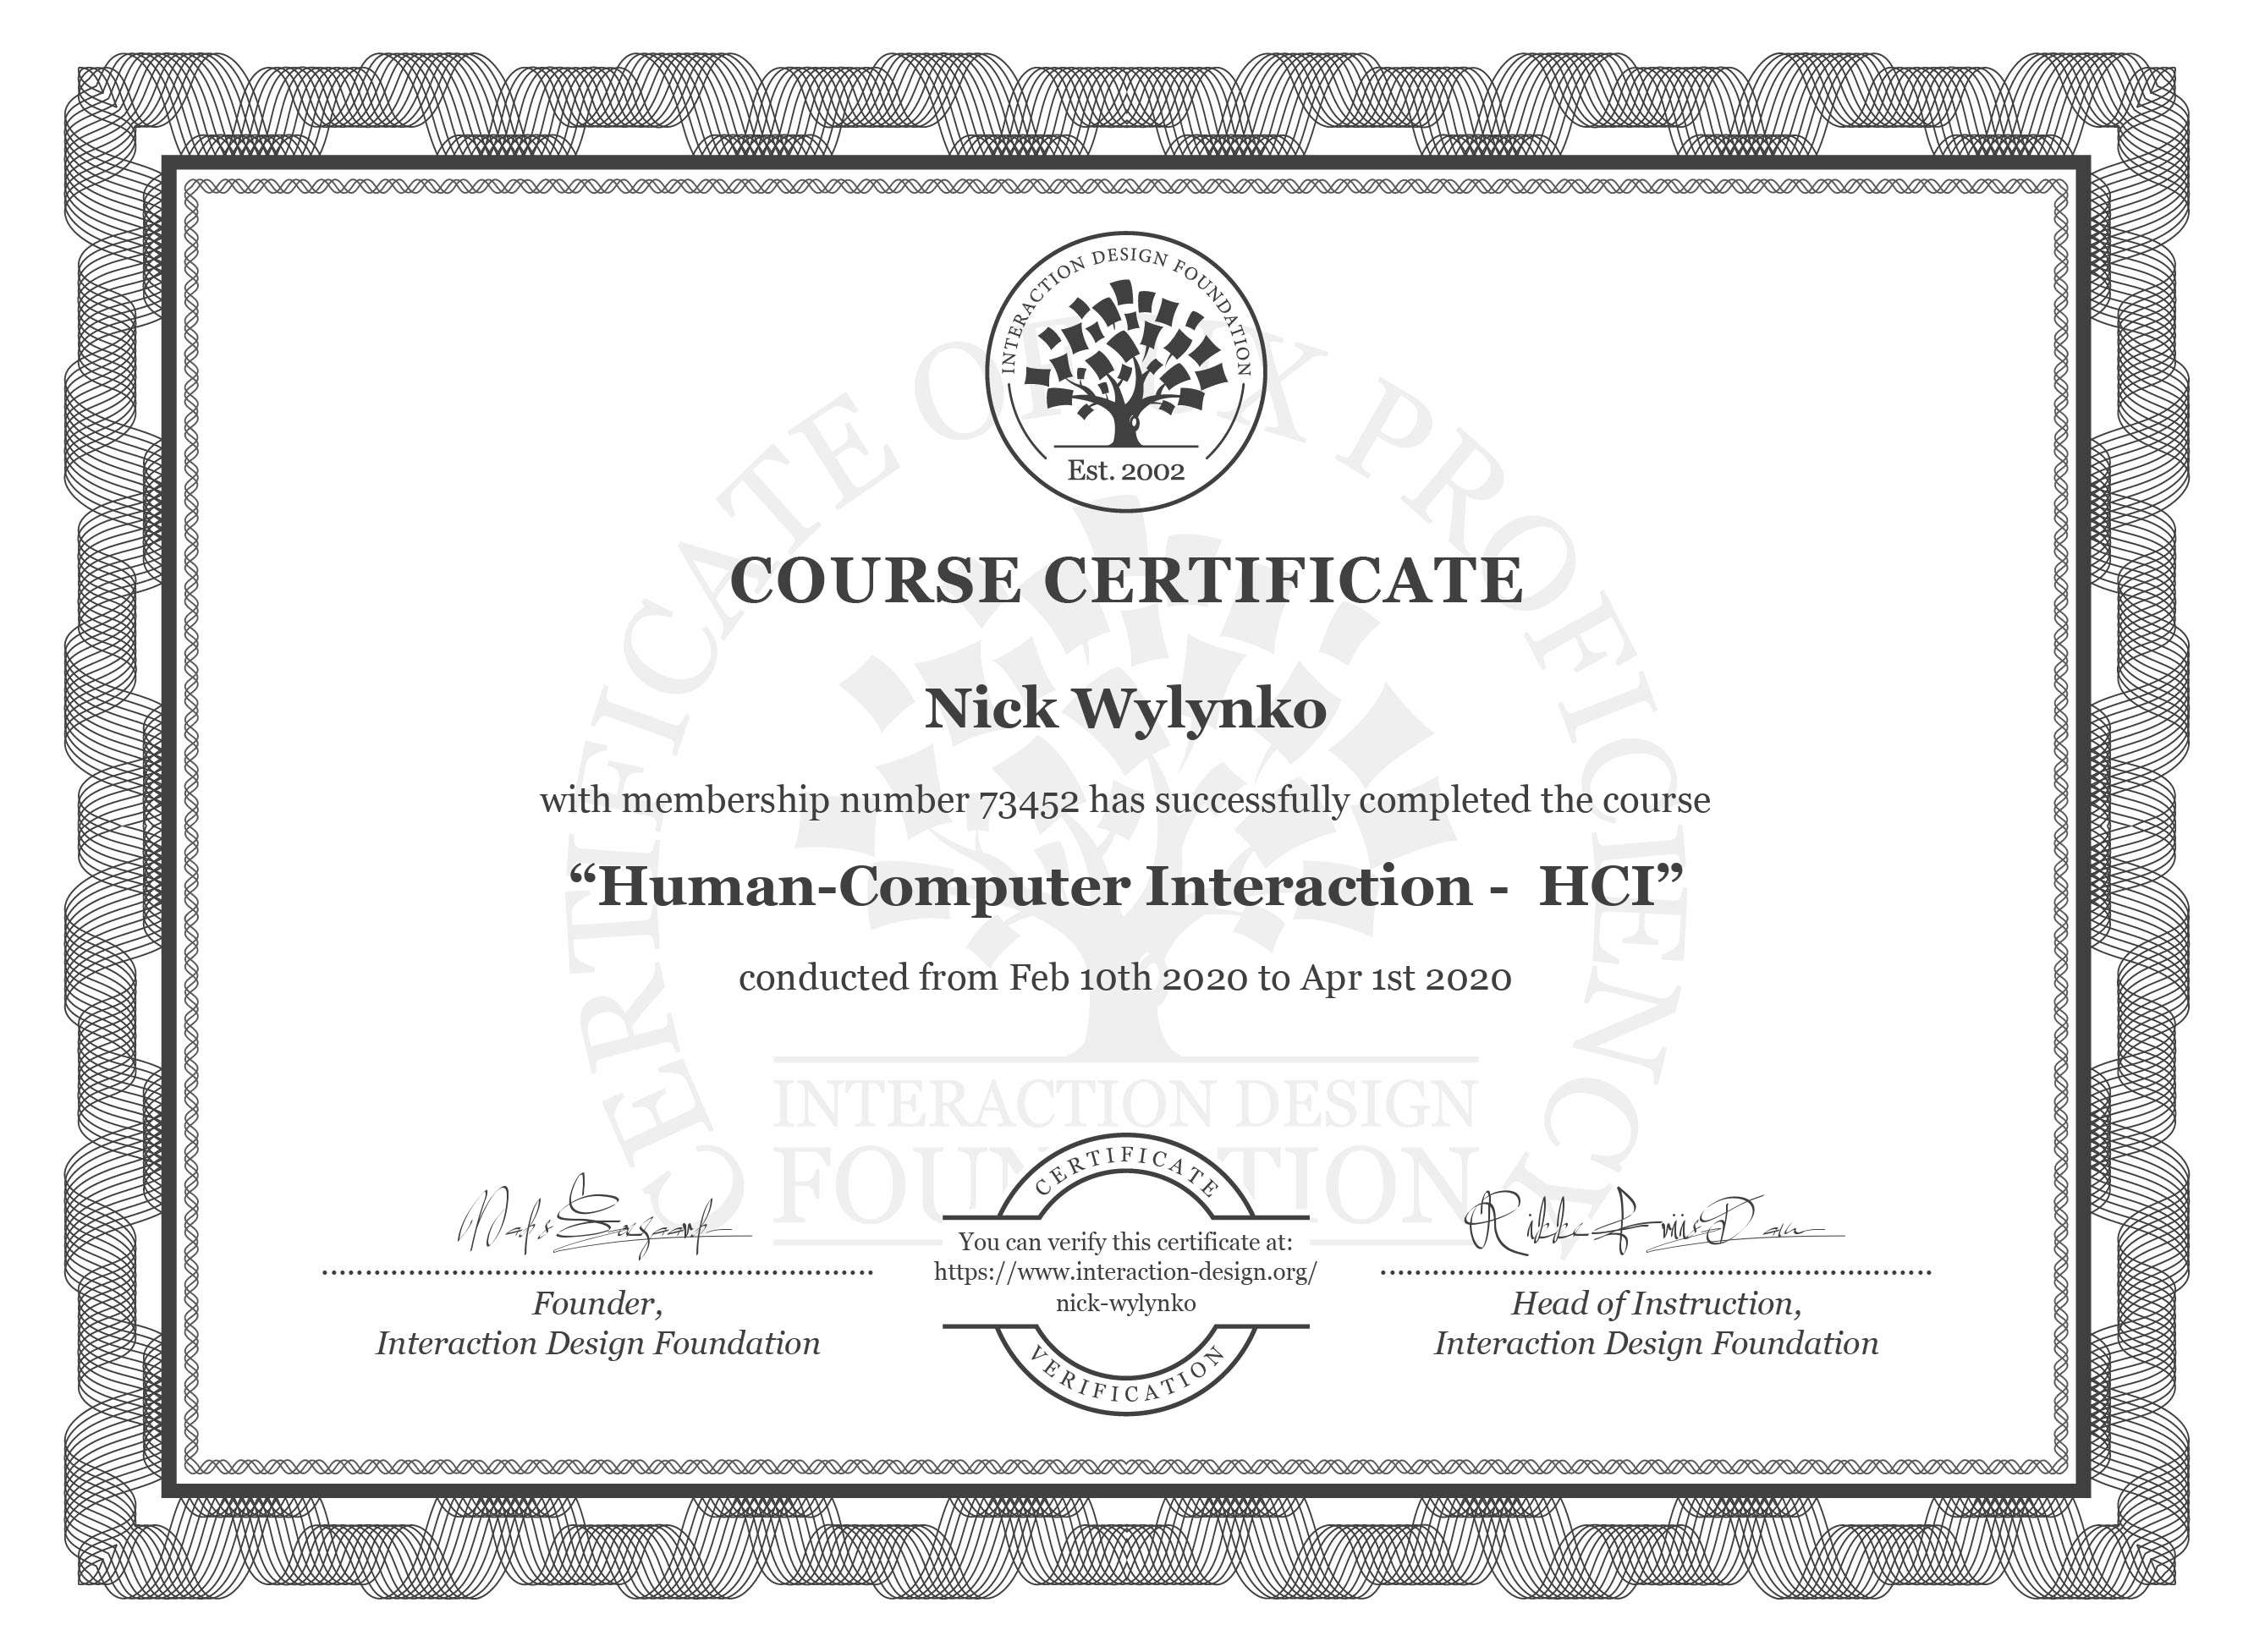 INTERACTION DESIGN FOUNDATION
Est. 2002
CERTIFICATE OF UX PROFICIENCY
COURSE CERTIFICATE
Nick Wylynko
with membership number 73452 has successfully completed the course
“Human-Computer Interaction -  HCI”
conducted from Feb 10th 2020 to Apr 1st 2020
INTERACTION DESIGN
FOUNDATION
CERTIFICATE
You can verify this certificate at:
https://www.interaction-design.org/
nick-wylynko
VERIFICATION
Mads Soegaard
Founder,
Interaction Design Foundation
Rikke Friis Dam
Head of Instruction,
Interaction Design Foundation